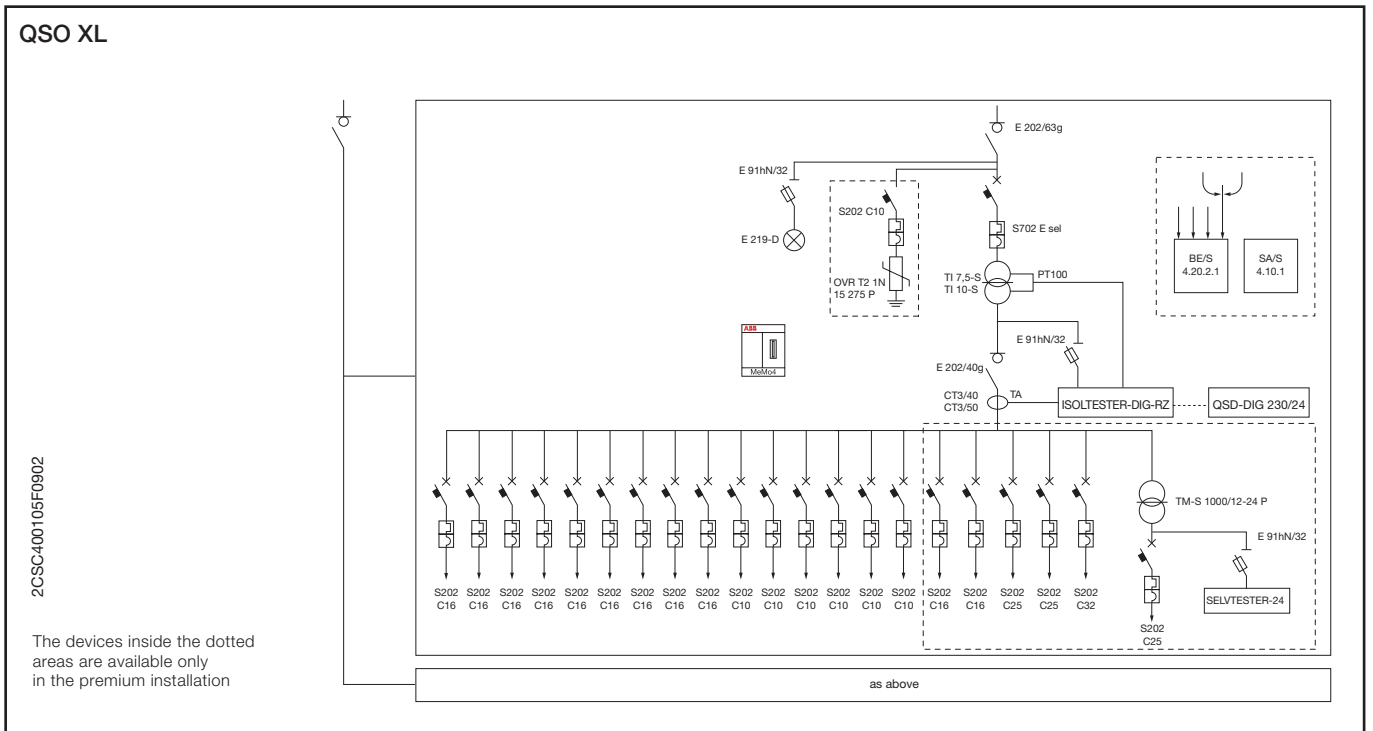 QSO XL
E 202/63g
E 91hN/32
S202 C10
E 219-D
S702 E sel
OVR T2 1N
15 275 P
TI 7,5-S
TI 10-S
PT100
BE/S
4.20.2.1
SA/S
4.10.1
ABB
MeMo4
E 91hN/32
E 202/40g
CT3/40
CT3/50
TA
ISOLTESTER-DIG-RZ
QSD-DIG 230/24
TM-S 1000/12-24 P
E 91hN/32
SELVTESTER-24
S202
C16
S202
C16
S202
C16
S202
C16
S202
C16
S202
C16
S202
C16
S202
C16
S202
C16
S202
C10
S202
C10
S202
C10
S202
C10
S202
C10
S202
C10
S202
C16
S202
C16
S202
C25
S202
C25
S202
C32
S202
C25
2CSC400105F0902
The devices inside the dotted
areas are available only
in the premium installation
as above